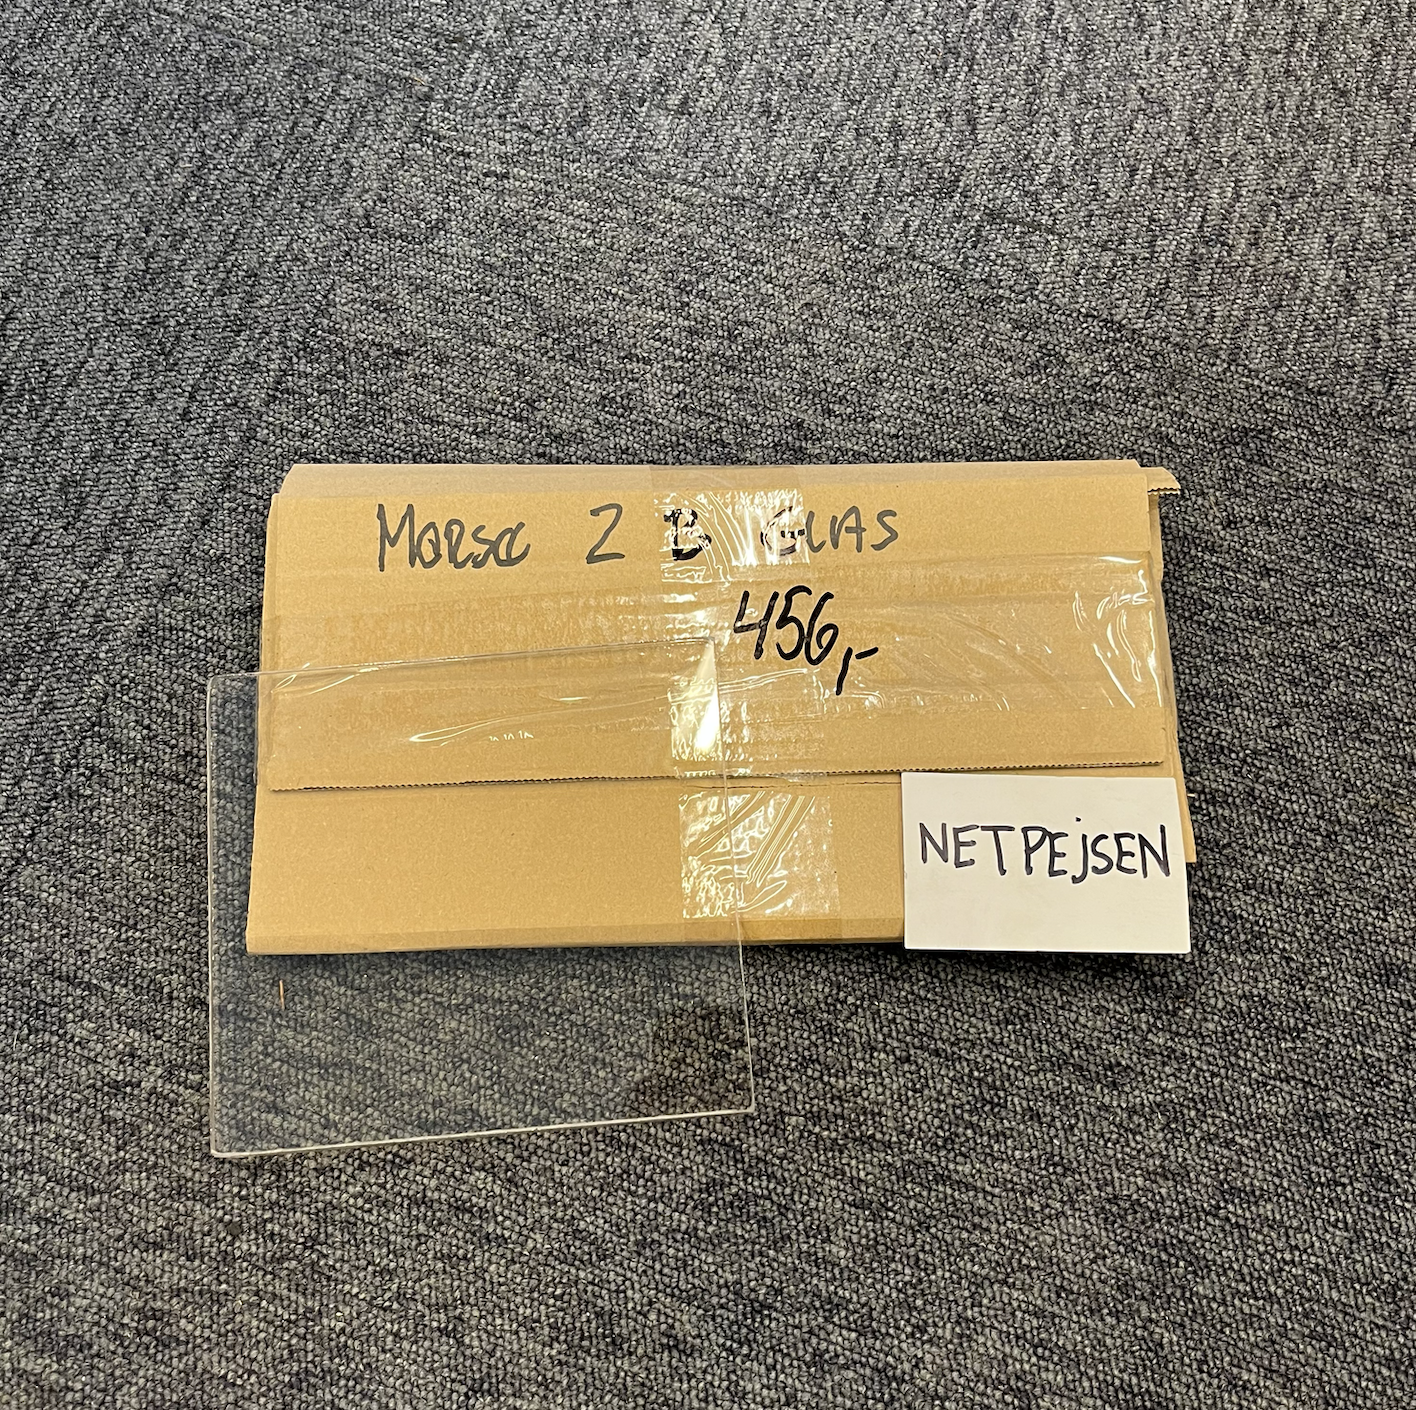 MORSØ 2 B GLAS
456,-
NETPEJSEN